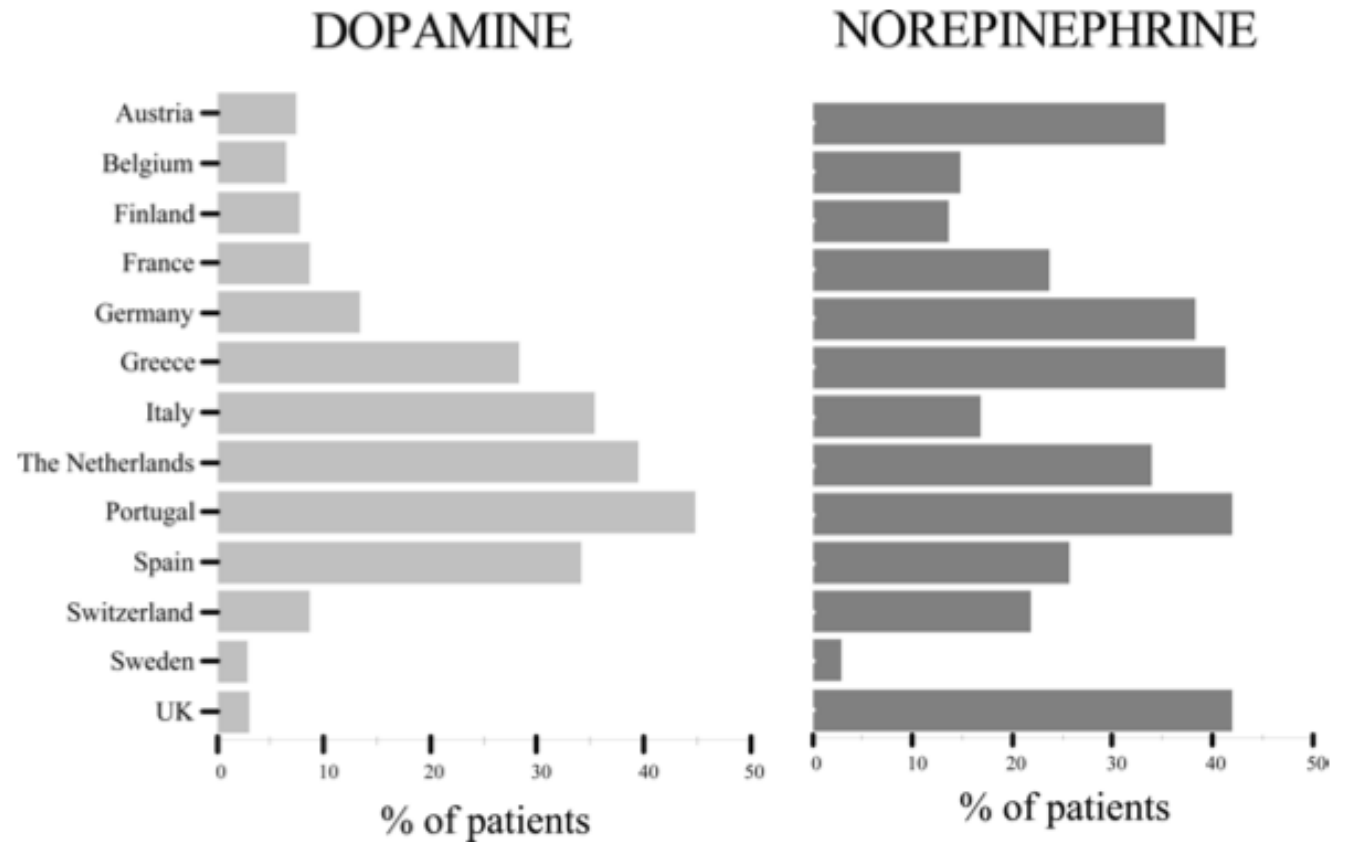 DOPAMINE
NOREPINEPHRINE
Austria
Belgium
Finland
France
Germany
Greece
Italy
The Netherlands
Portugal
Spain
Switzerland
Sweden
UK
0 10 20 30 40 50
0 10 20 30 40 50
% of patients
% of patients